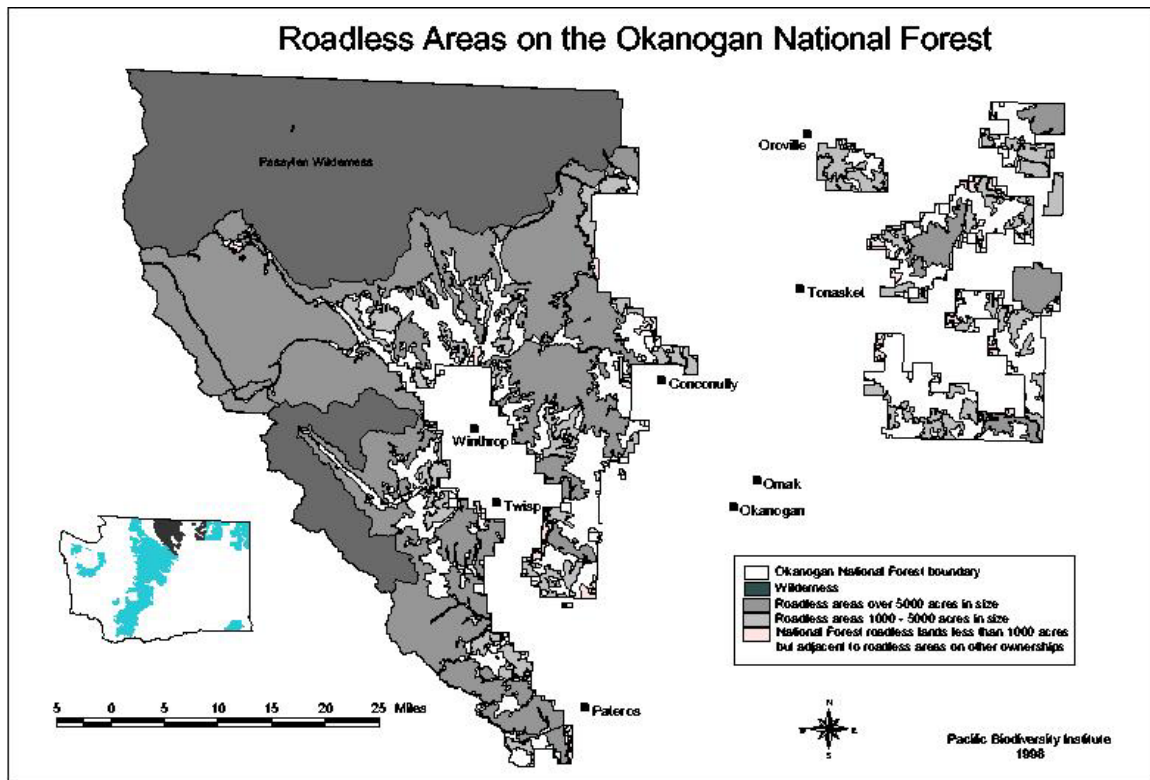 Roadless Areas on the Okanogan National Forest
Pasayten Wilderness
Oroville
Tonasket
Conconully
Winthrop
Twisp
Omak
Okanogan
Okanogan National Forest boundary
Wilderness
Roadless areas over 5000 acres in size
Roadless areas 1000 - 5000 acres in size
National Forest roadless lands less than 1000 acres
but adjacent to roadless areas on other ownerships
5 0 5 10 15 20 25 Miles
Pateros
N
W E
S
Pacific Biodiversity Institute
1998